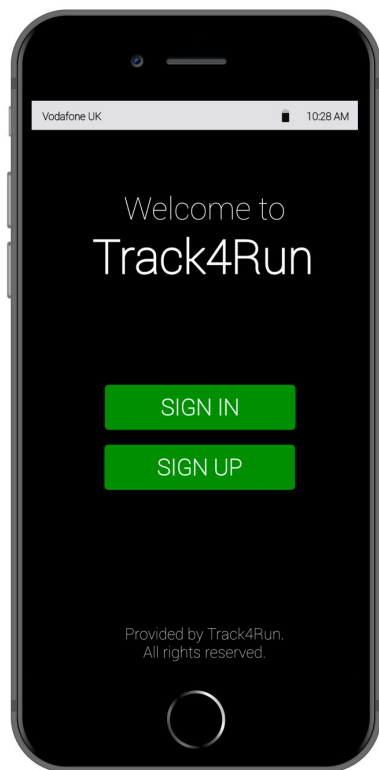 Vodafone UK 10:28 AM
Welcome to
Track4Run
SIGN IN
SIGN UP
Provided by Track4Run.
All rights reserved.